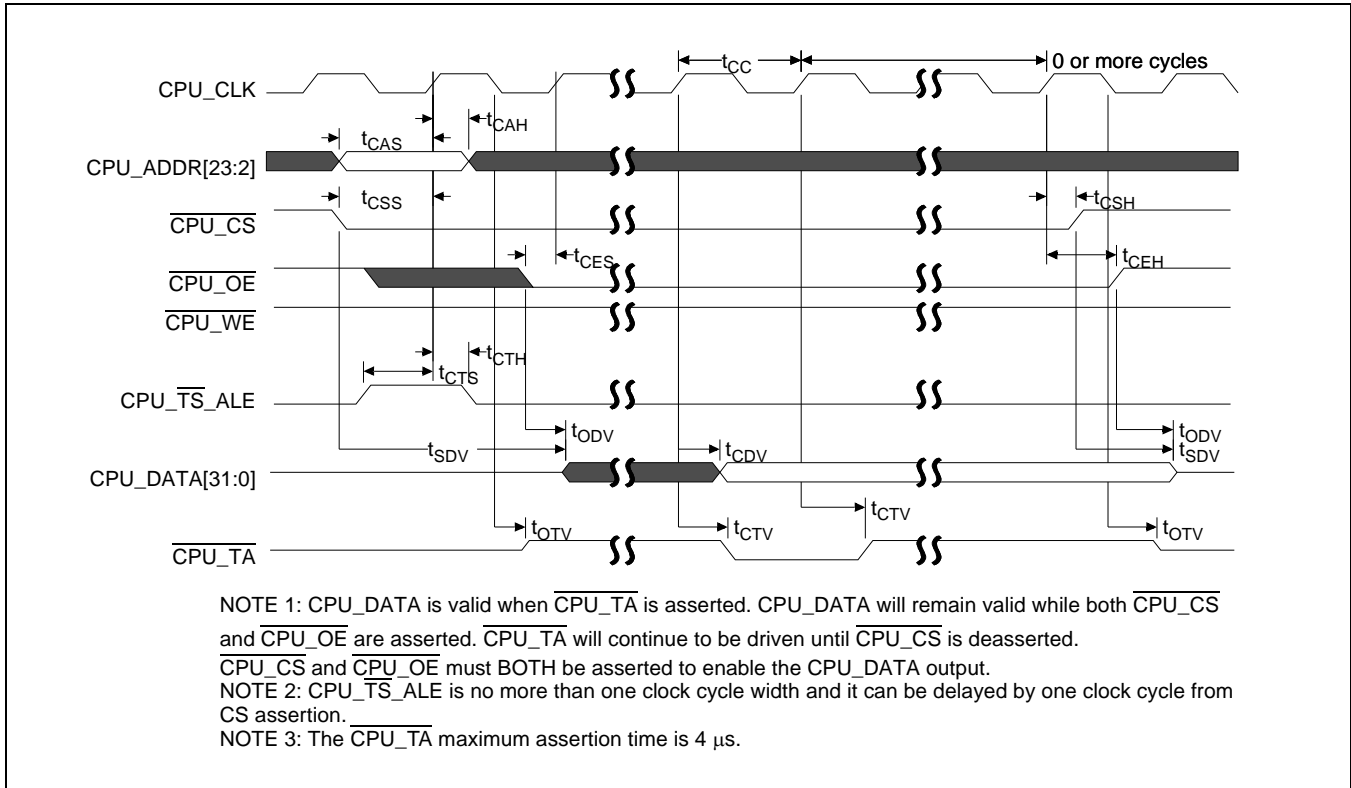 tCC
0 or more cycles
CPU_CLK
tCAH
tCAS
CPU_ADDR[23:2]
tCSS
tCSH
CPU_CS
tCES
tCEH
CPU_OE
CPU_WE
tCTH
tCTS
CPU_TS_ALE
tODV
tODV
tSDV
tCDV
tSDV
CPU_DATA[31:0]
tCTV
tOTV
tCTV
tOTV
CPU_TA
NOTE 1: CPU_DATA is valid when CPU_TA is asserted. CPU_DATA will remain valid while both CPU_CS
and CPU_OE are asserted. CPU_TA will continue to be driven until CPU_CS is deasserted.
CPU_CS and CPU_OE must BOTH be asserted to enable the CPU_DATA output.
NOTE 2: CPU_TS_ALE is no more than one clock cycle width and it can be delayed by one clock cycle from
CS assertion.
NOTE 3: The CPU_TA maximum assertion time is 4 μs.